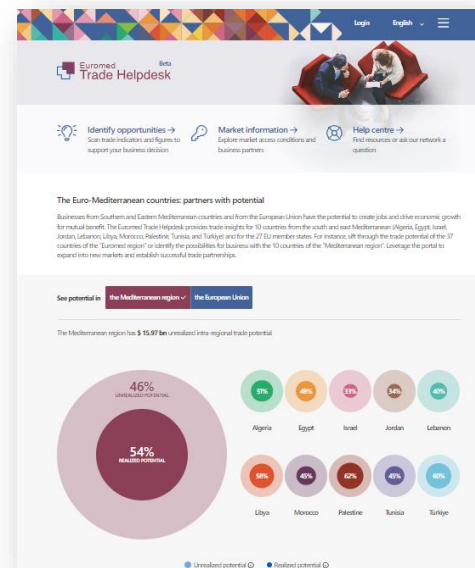 Login English
Euromed Beta
Trade Helpdesk
Identify opportunities →
Scan trade indicators and figures to
support your business decision
Market information →
Explore market access conditions and
business partners
Help centre →
Find resources or ask our network a
question
The Euro-Mediterranean countries: partners with potential
Businesses from Southern and Eastern Mediterranean countries and from the European Union have the potential to create jobs and drive economic growth
for mutual benefit. The Euromed Trade Helpdesk provides trade insights for 10 countries from the south and east Mediterranean (Algeria, Egypt, Israel,
Jordan, Lebanon, Libya, Morocco, Palestine, Tunisia, and Türkiye) and for the 27 EU member states. For instance, sift through the trade potential of the 37
countries of the "Euromed region" or identify the possibilities for business with the 10 countries of the "Mediterranean region". Leverage the portal to
expand into new markets and establish successful trade partnerships.
See potential in the Mediterranean region ✓ the European Union
The Mediterranean region has $ 15.97 bn unrealized intra-regional trade potential
46%
UNREALIZED POTENTIAL
54%
REALIZED POTENTIAL
51% 48% 33% 34% 40%
Algeria Egypt Israel Jordan Lebanon
58% 45% 62% 45% 60%
Libya Morocco Palestine Tunisia Türkiye
Unrealized potential Realized potential